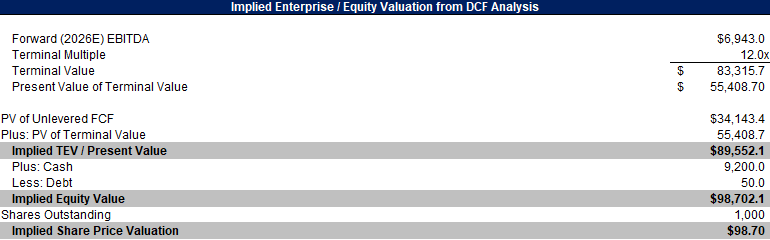 Implied Enterprise / Equity Valuation from DCF Analysis
Forward (2026E) EBITDA $6,943.0
Terminal Multiple 12.0x
Terminal Value $ 83,315.7
Present Value of Terminal Value $ 55,408.70
PV of Unlevered FCF $34,143.4
Plus: PV of Terminal Value 55,408.7
Implied TEV / Present Value $89,552.1
Plus: Cash 9,200.0
Less: Debt 50.0
Implied Equity Value $98,702.1
Shares Outstanding 1,000
Implied Share Price Valuation $98.70